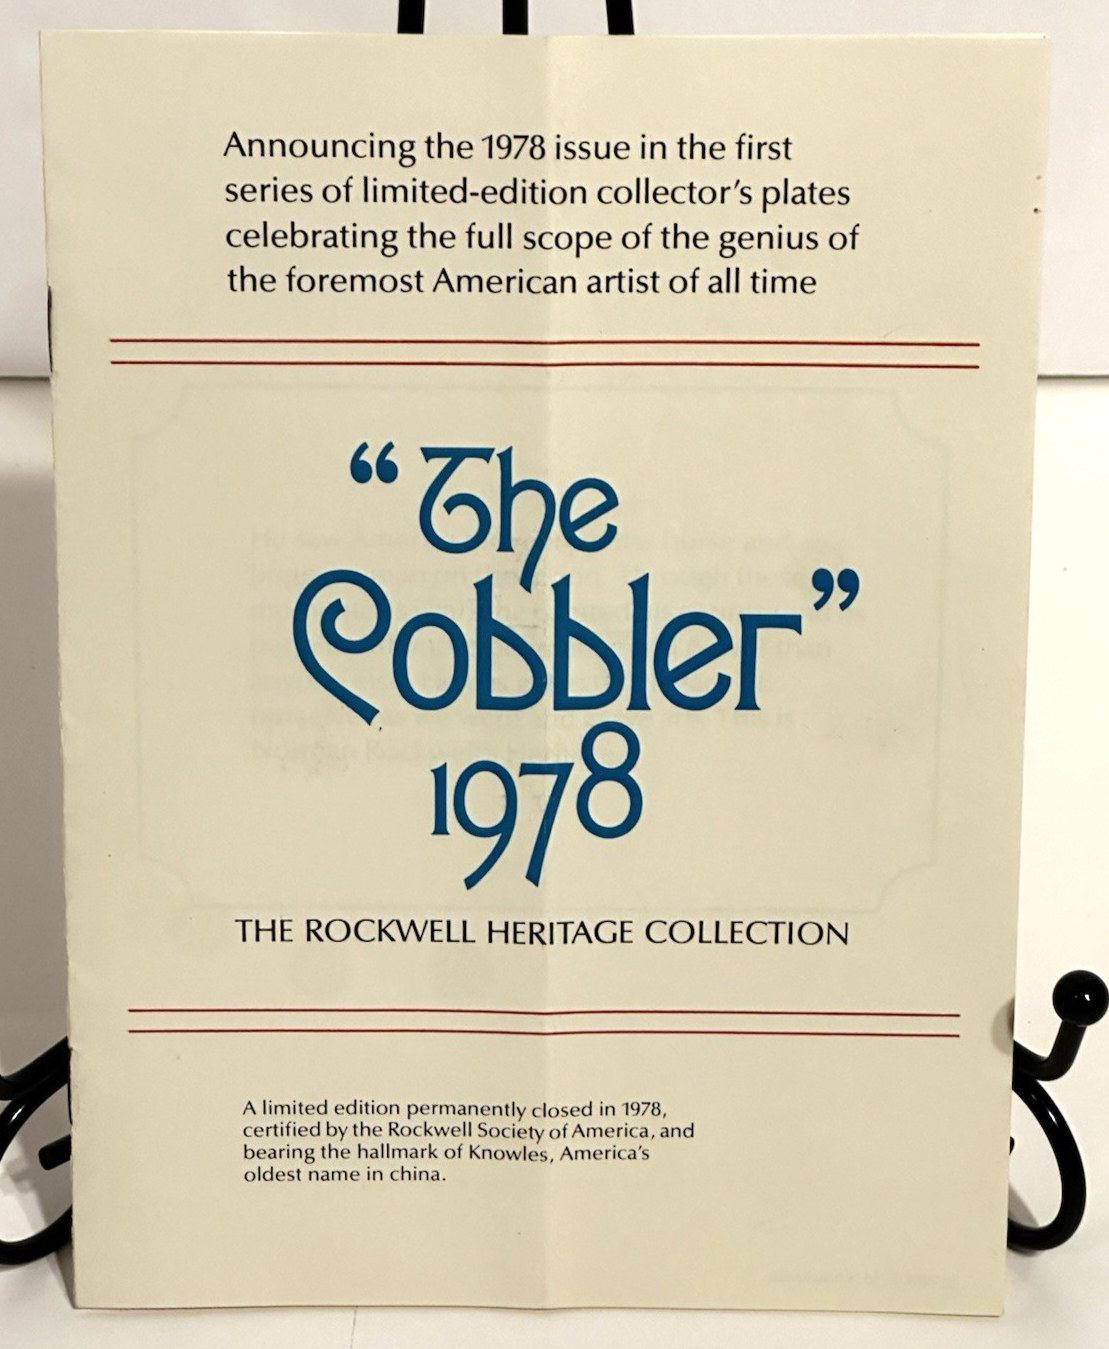 Announcing the 1978 issue in the first
series of limited-edition collector's plates
celebrating the full scope of the genius of
the foremost American artist of all time
“The
Cobbler”
1978
THE ROCKWELL HERITAGE COLLECTION
A limited edition permanently closed in 1978,
certified by the Rockwell Society of America, and
bearing the hallmark of Knowles, America's
oldest name in china.